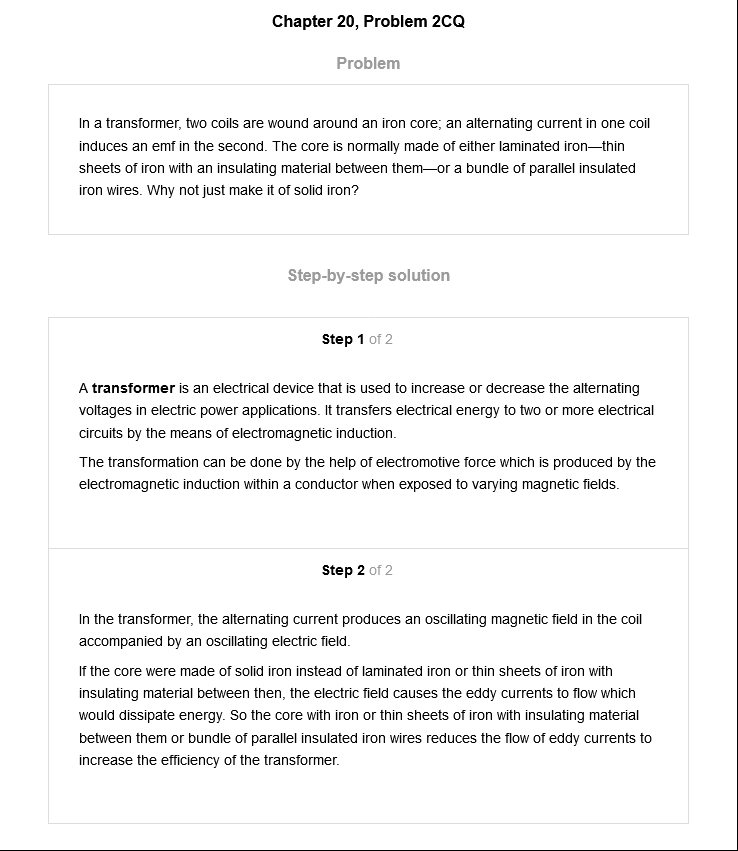 Chapter 20, Problem 2CQ
Problem
In a transformer, two coils are wound around an iron core; an alternating current in one coil
induces an emf in the second. The core is normally made of either laminated iron—thin
sheets of iron with an insulating material between them—or a bundle of parallel insulated
iron wires. Why not just make it of solid iron?
Step-by-step solution
Step 1 of 2
A transformer is an electrical device that is used to increase or decrease the alternating
voltages in electric power applications. It transfers electrical energy to two or more electrical
circuits by the means of electromagnetic induction.
The transformation can be done by the help of electromotive force which is produced by the
electromagnetic induction within a conductor when exposed to varying magnetic fields.
Step 2 of 2
In the transformer, the alternating current produces an oscillating magnetic field in the coil
accompanied by an oscillating electric field.
If the core were made of solid iron instead of laminated iron or thin sheets of iron with
insulating material between then, the electric field causes the eddy currents to flow which
would dissipate energy. So the core with iron or thin sheets of iron with insulating material
between them or bundle of parallel insulated iron wires reduces the flow of eddy currents to
increase the efficiency of the transformer.